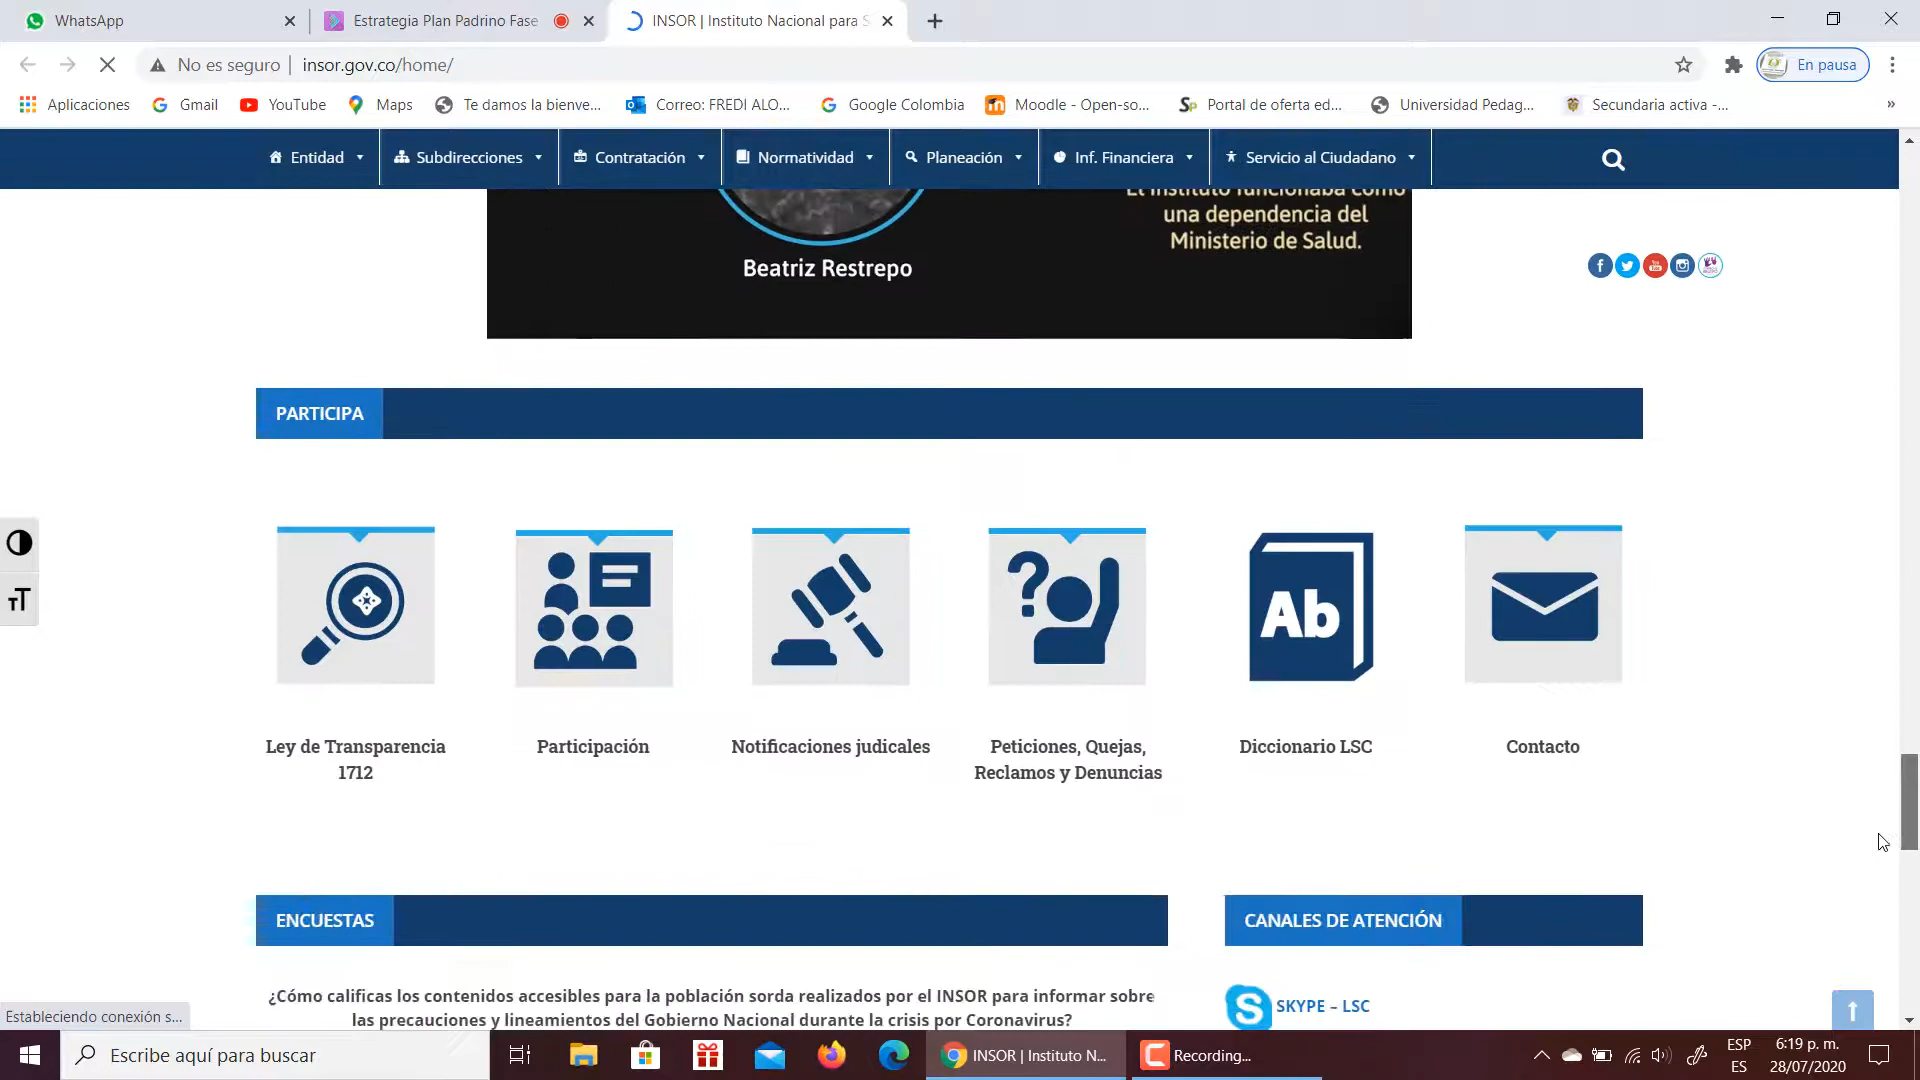 WhatsApp
Estrategia Plan Padrino Fase
INSOR | Instituto Nacional para S
No es seguro
insor.gov.co/home/
En pausa
Aplicaciones
Gmail
YouTube
Maps
Te damos la bienve...
Correo: FREDI ALO...
Google Colombia
Moodle - Open-so...
Portal de oferta ed...
Universidad Pedag...
Secundaria activa -...
»
Entidad
Subdirecciones
Contratación
Normatividad
Planeación
Inf. Financiera
Servicio al Ciudadano
El Instituto funcionaba como
una dependencia del
Ministerio de Salud.
Beatriz Restrepo
PARTICIPA
Ab
Ley de Transparencia
1712
Participación
Notificaciones judicales
Peticiones, Quejas,
Reclamos y Denuncias
Diccionario LSC
Contacto
ENCUESTAS
CANALES DE ATENCIÓN
¿Cómo calificas los contenidos accesibles para la población sorda realizados por el INSOR para informar sobre
las precauciones y lineamientos del Gobierno Nacional durante la crisis por Coronavirus?
SKYPE – LSC
Estableciendo conexión s...
Escribe aquí para buscar
INSOR | Instituto N...
Recording...
ESP
ES
6:19 p. m.
28/07/2020